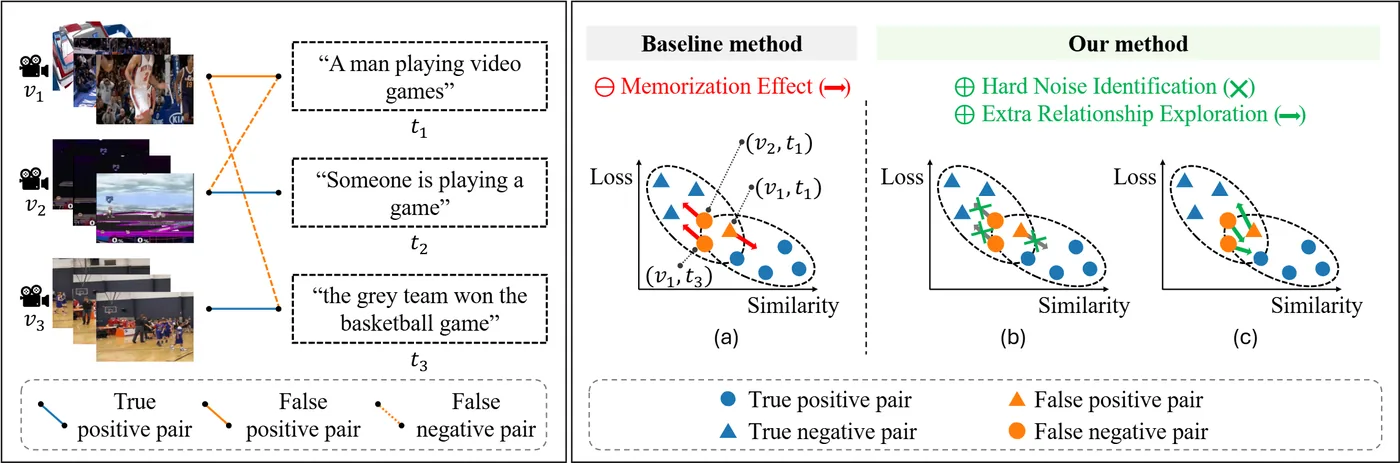 v1
“A man playing video
games”
t1
v2
“Someone is playing a
game”
t2
v3
“the grey team won the
basketball game”
t3
True
positive pair
False
positive pair
False
negative pair
Baseline method
Our method
⊖ Memorization Effect (→)
⊕ Hard Noise Identification (✕)
⊕ Extra Relationship Exploration (→)
Loss
(v2, t1)
(v1, t1)
(v1, t3)
Similarity
(a)
Loss
Similarity
(b)
Loss
Similarity
(c)
True positive pair
False positive pair
True negative pair
False negative pair